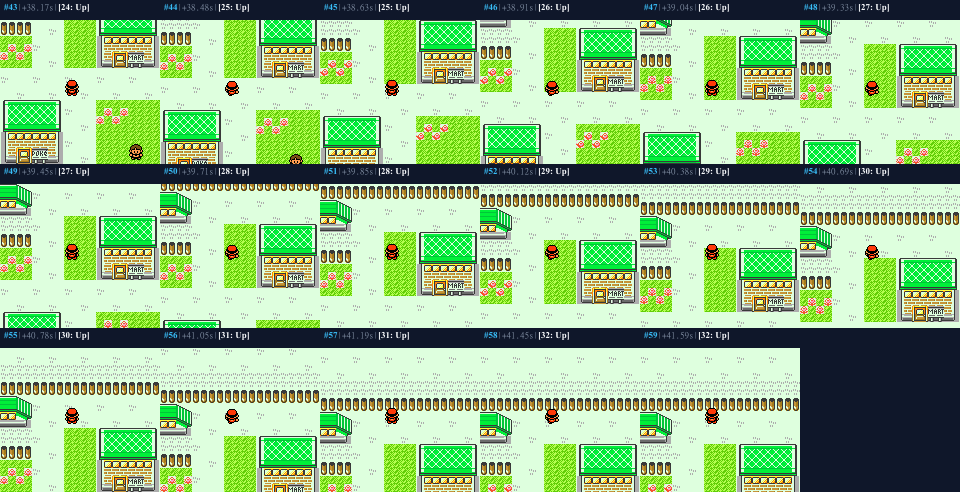 #43|+38.17s|[24: Up] #44|+38.48s|[25: Up] #45|+38.63s|[25: Up] #46|+38.91s|[26: Up] #47|+39.04s|[26: Up] #48|+39.33s|[27: Up]
MART MART MART MART MART MART
POKé POKé
#49|+39.45s|[27: Up] #50|+39.71s|[28: Up] #51|+39.85s|[28: Up] #52|+40.12s|[29: Up] #53|+40.38s|[29: Up] #54|+40.69s|[30: Up]
MART MART MART MART MART MART
#55|+40.78s|[30: Up] #56|+41.05s|[31: Up] #57|+41.19s|[31: Up] #58|+41.45s|[32: Up] #59|+41.59s|[32: Up]
MART MART